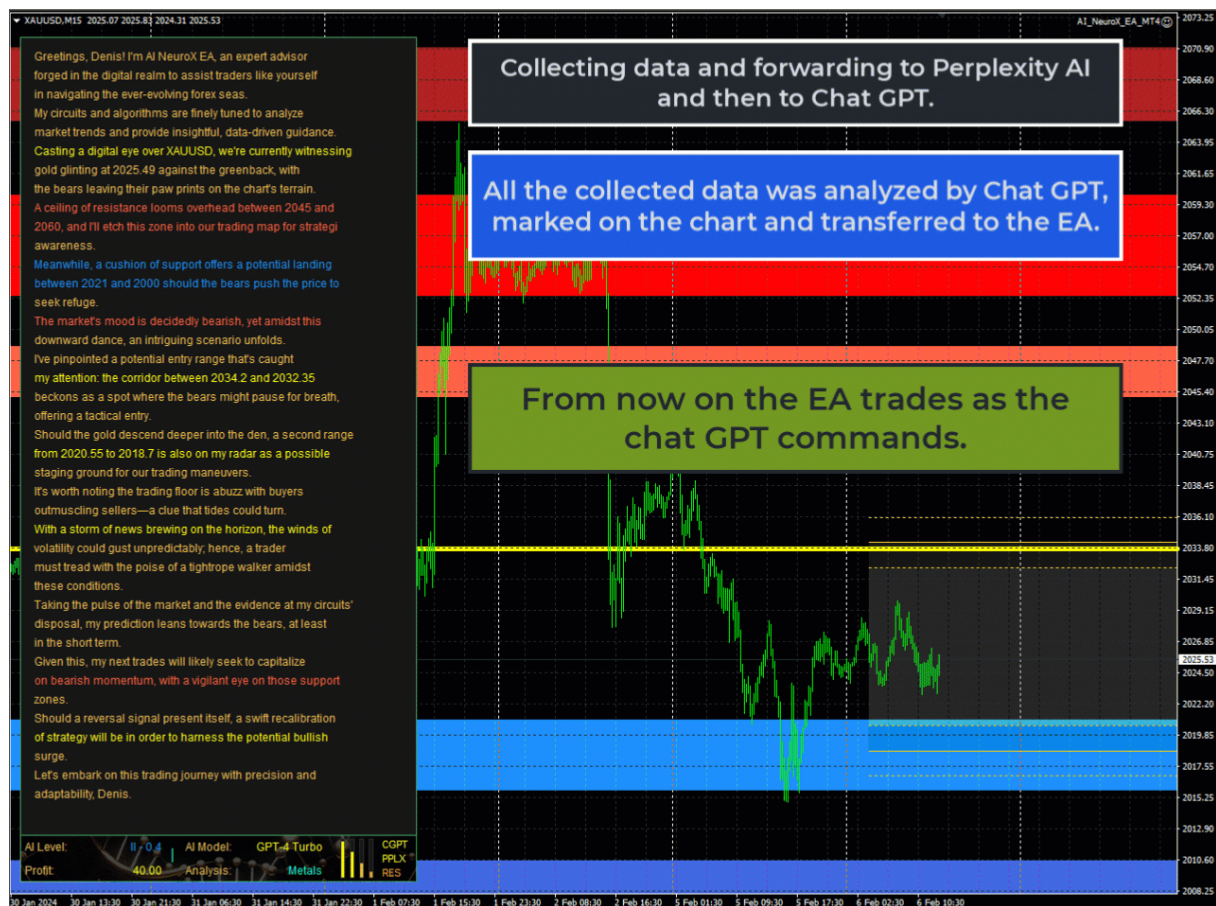 XAUUSD,M15 2025.07 2025.83 2024.31 2025.53
AI_NeuroX_EA_MT4
Greetings, Denis! I'm AI NeuroX EA, an expert advisor
forged in the digital realm to assist traders like yourself
in navigating the ever-evolving forex seas.
My circuits and algorithms are finely tuned to analyze
market trends and provide insightful, data-driven guidance.
Casting a digital eye over XAUUSD, we're currently witnessing
gold glinting at 2025.49 against the greenback, with
the bears leaving their paw prints on the chart's terrain.
A ceiling of resistance looms overhead between 2045 and
2060, and I'll etch this zone into our trading map for strategi
awareness.
Meanwhile, a cushion of support offers a potential landing
between 2021 and 2000 should the bears push the price to
seek refuge.
The market's mood is decidedly bearish, yet amidst this
downward dance, an intriguing scenario unfolds.
I've pinpointed a potential entry range that's caught
my attention: the corridor between 2034.2 and 2032.35
beckons as a spot where the bears might pause for breath,
offering a tactical entry.
Should the gold descend deeper into the den, a second range
from 2020.55 to 2018.7 is also on my radar as a possible
staging ground for our trading maneuvers.
It's worth noting the trading floor is abuzz with buyers
outmuscling sellers—a clue that tides could turn.
With a storm of news brewing on the horizon, the winds of
volatility could gust unpredictably; hence, a trader
must tread with the poise of a tightrope walker amidst
these conditions.
Taking the pulse of the market and the evidence at my circuits'
disposal, my prediction leans towards the bears, at least
in the short term.
Given this, my next trades will likely seek to capitalize
on bearish momentum, with a vigilant eye on those support
zones.
Should a reversal signal present itself, a swift recalibration
of strategy will be in order to harness the potential bullish
surge.
Let's embark on this trading journey with precision and
adaptability, Denis.
AI Level: II - 0.4 AI Model: GPT-4 Turbo CGPT
PPLX
Profit: 40.00 Analysis: Metals RES
Collecting data and forwarding to Perplexity AI
and then to Chat GPT.
All the collected data was analyzed by Chat GPT,
marked on the chart and transferred to the EA.
From now on the EA trades as the
chat GPT commands.
2073.25
2070.90
2068.60
2066.30
2063.95
2061.65
2059.30
2057.00
2054.70
2052.35
2050.05
2047.70
2045.40
2043.10
2040.75
2038.45
2036.10
2033.80
2031.45
2029.15
2026.85
2025.53
2024.50
2022.20
2019.85
2017.55
2015.25
2012.90
2010.60
2008.25
30 Jan 2024 30 Jan 13:30 30 Jan 21:30 31 Jan 06:30 31 Jan 14:30 31 Jan 22:30 1 Feb 07:30 1 Feb 15:30 1 Feb 23:30 2 Feb 08:30 2 Feb 16:30 5 Feb 01:30 5 Feb 09:30 5 Feb 17:30 6 Feb 02:30 6 Feb 10:30